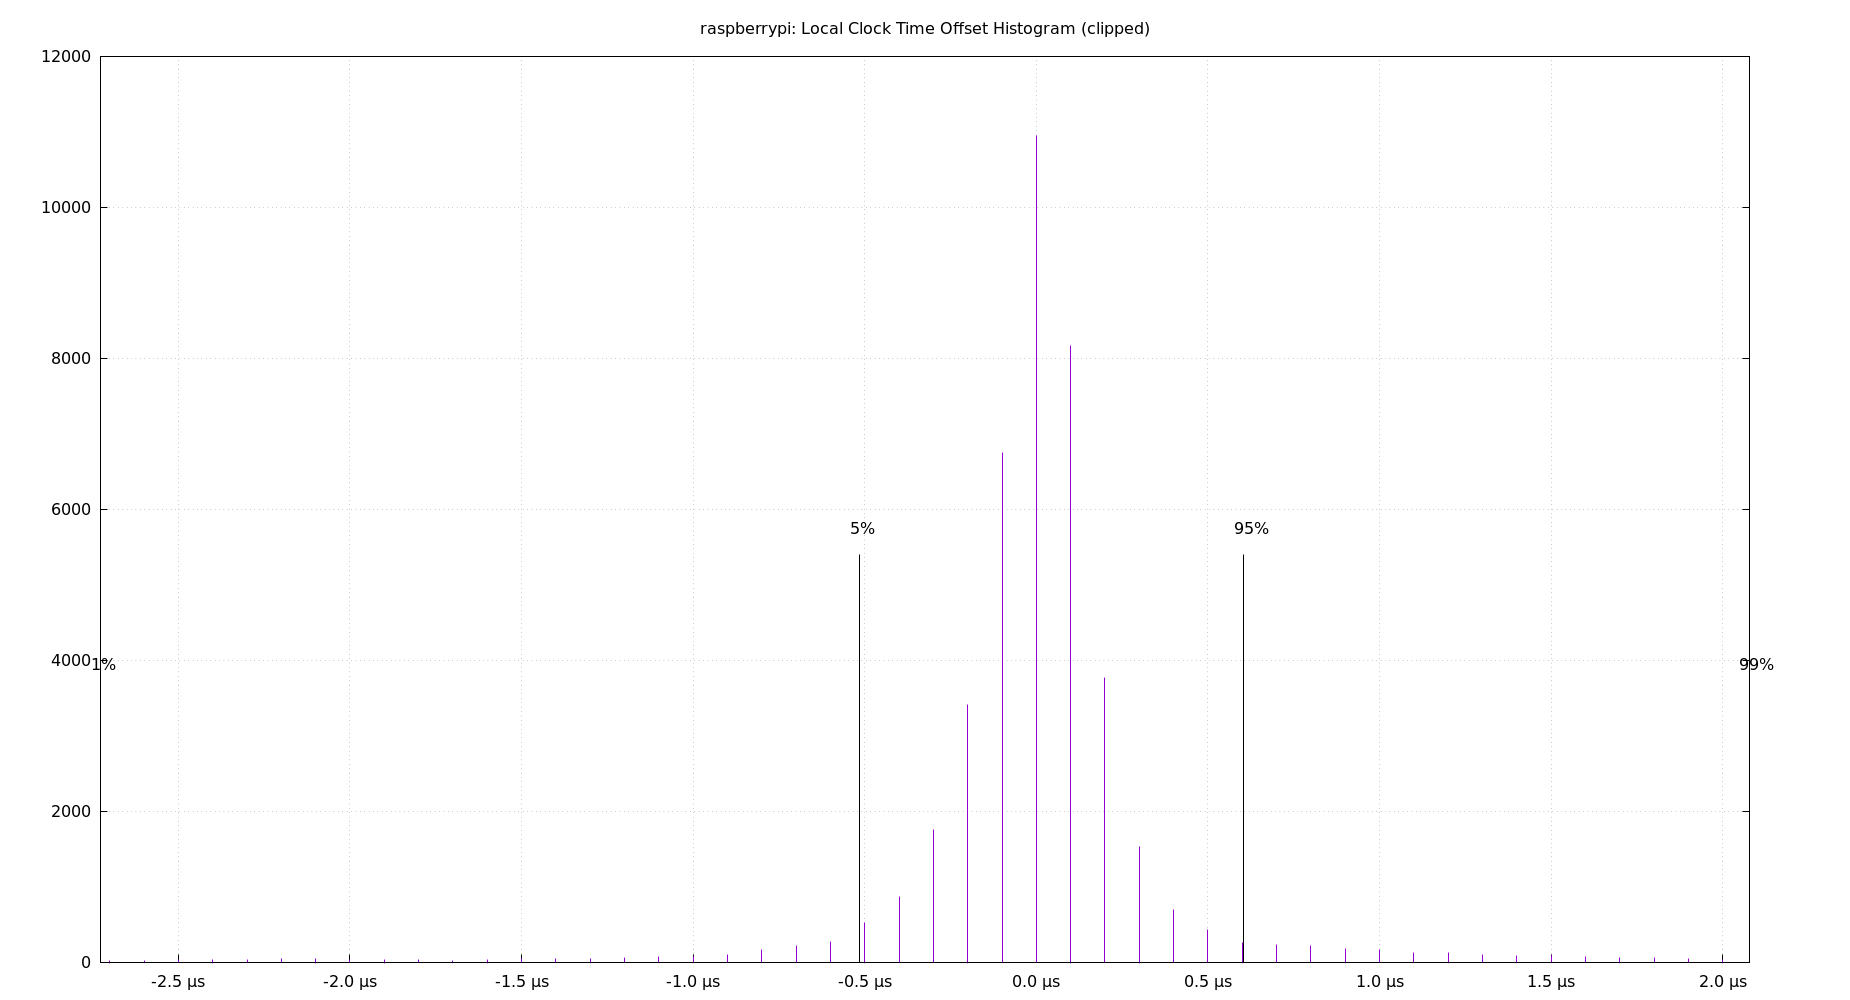 raspberrypi: Local Clock Time Offset Histogram (clipped)
12000
10000
8000
6000
5%
95%
4000
1%
99%
2000
0
-2.5 µs
-2.0 µs
-1.5 µs
-1.0 µs
-0.5 µs
0.0 µs
0.5 µs
1.0 µs
1.5 µs
2.0 µs